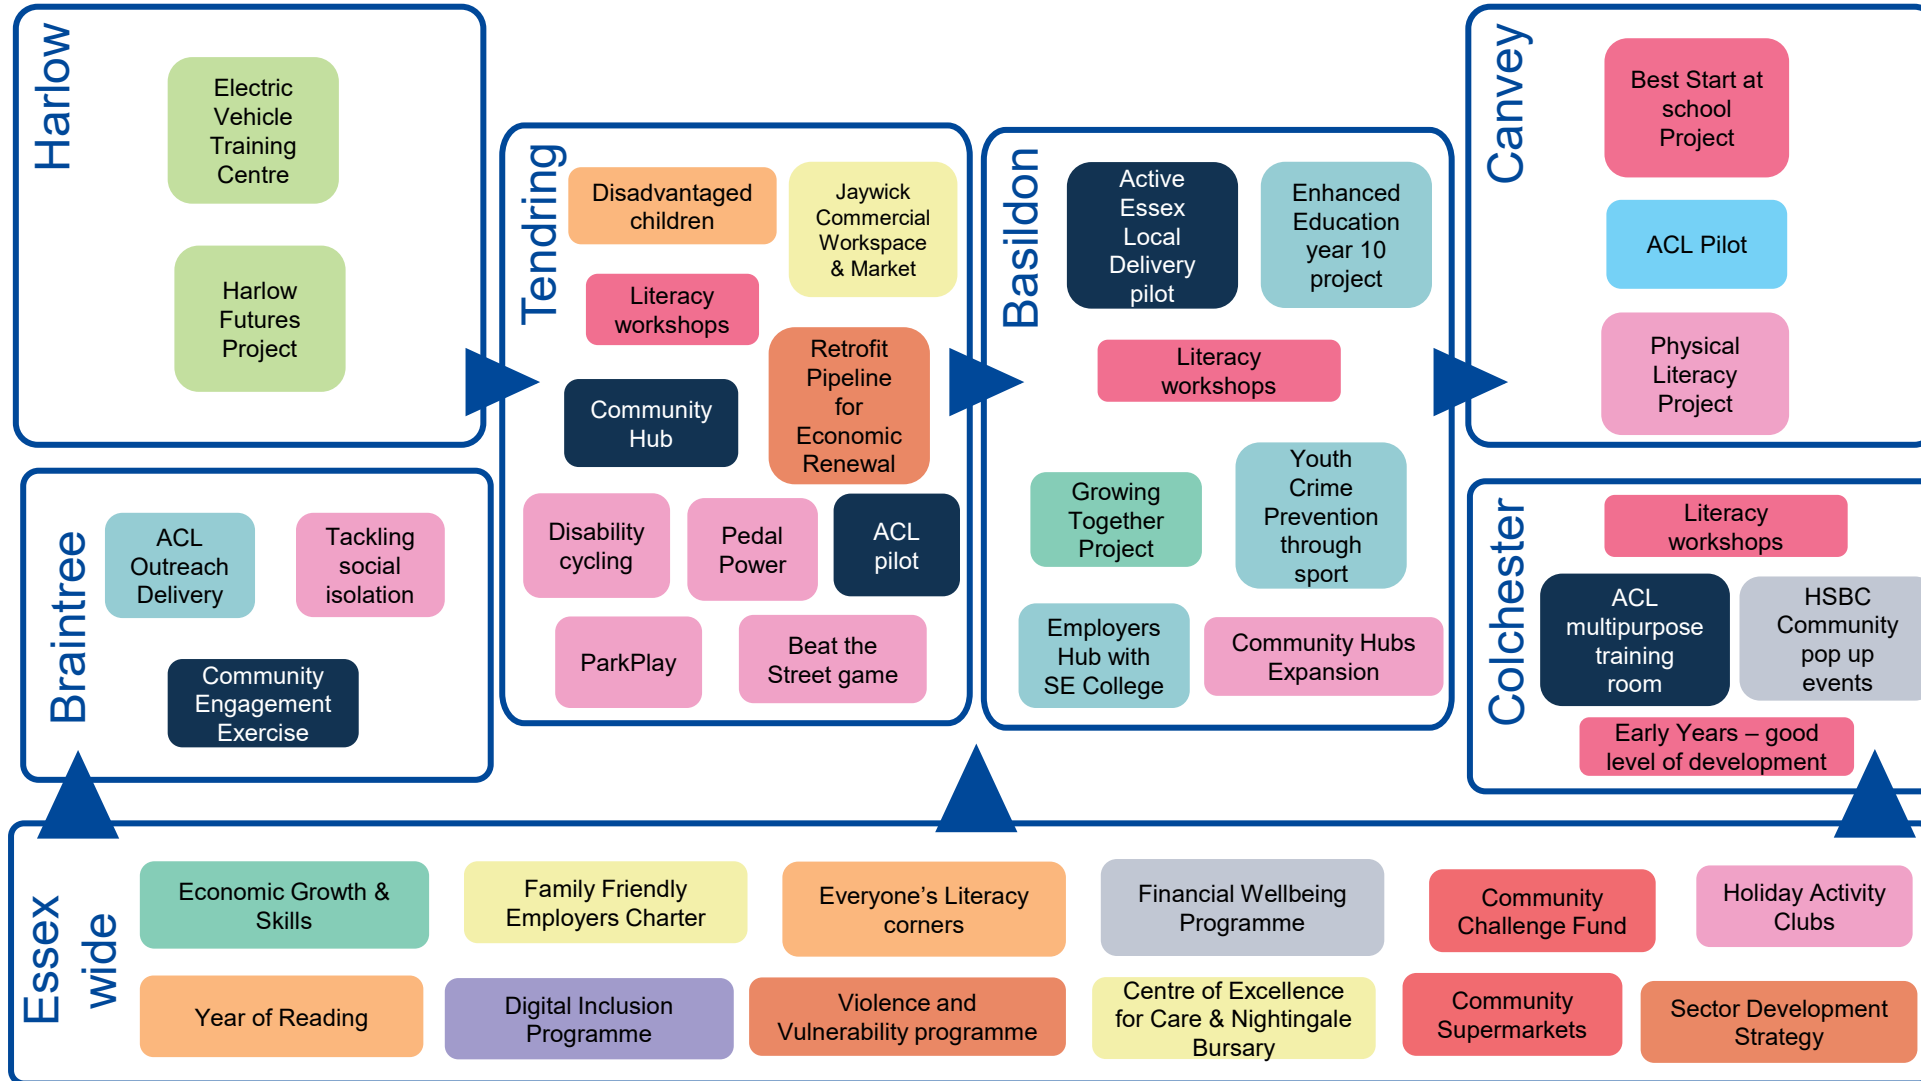 Harlow
Electric
Vehicle
Training
Centre
Harlow
Futures
Project
Tendring
Disadvantaged
children
Jaywick
Commercial
Workspace
& Market
Literacy
workshops
Retrofit
Pipeline
for
Economic
Renewal
Community
Hub
Disability
cycling
Pedal
Power
ACL
pilot
ParkPlay
Beat the
Street game
Basildon
Active
Essex
Local
Delivery
pilot
Enhanced
Education
year 10
project
Literacy
workshops
Growing
Together
Project
Youth
Crime
Prevention
through
sport
Employers
Hub with
SE College
Community Hubs
Expansion
Canvey
Best Start at
school
Project
ACL Pilot
Physical
Literacy
Project
Braintree
ACL
Outreach
Delivery
Tackling
social
isolation
Community
Engagement
Exercise
Colchester
Literacy
workshops
ACL
multipurpose
training
room
HSBC
Community
pop up
events
Early Years – good
level of development
Essex
wide
Economic Growth &
Skills
Family Friendly
Employers Charter
Everyone’s Literacy
corners
Financial Wellbeing
Programme
Community
Challenge Fund
Holiday Activity
Clubs
Year of Reading
Digital Inclusion
Programme
Violence and
Vulnerability programme
Centre of Excellence
for Care & Nightingale
Bursary
Community
Supermarkets
Sector Development
Strategy